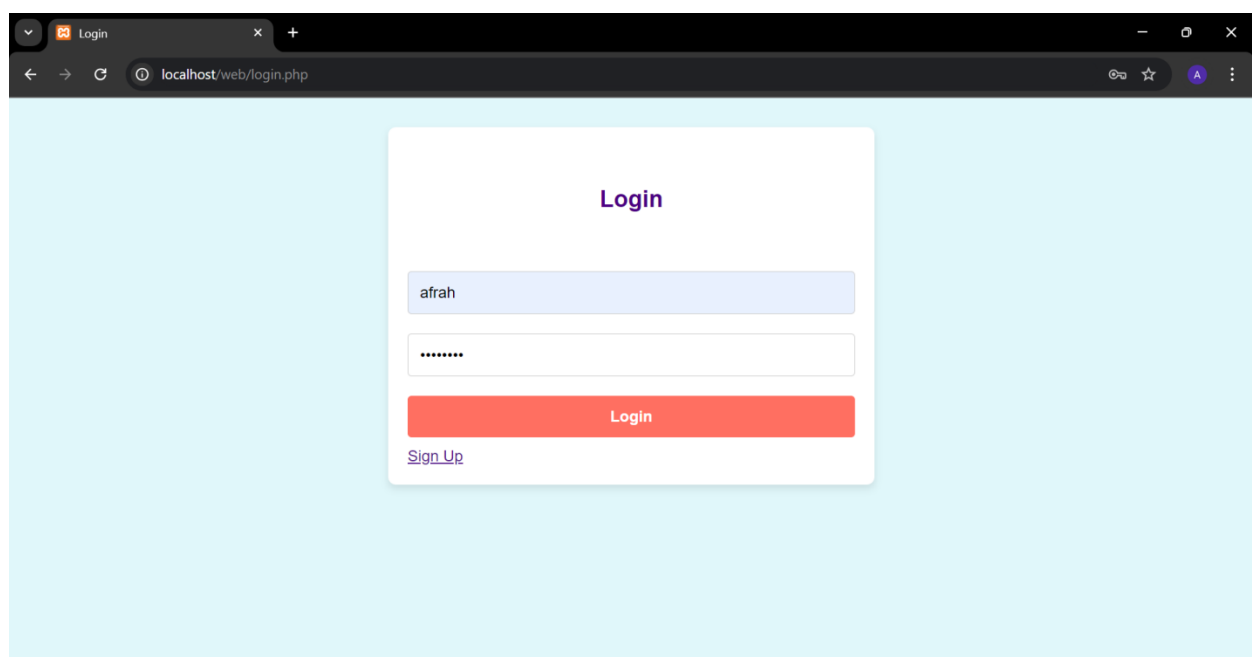 Login
localhost/web/login.php
A
Login
afrah
••••••••
Login
Sign Up